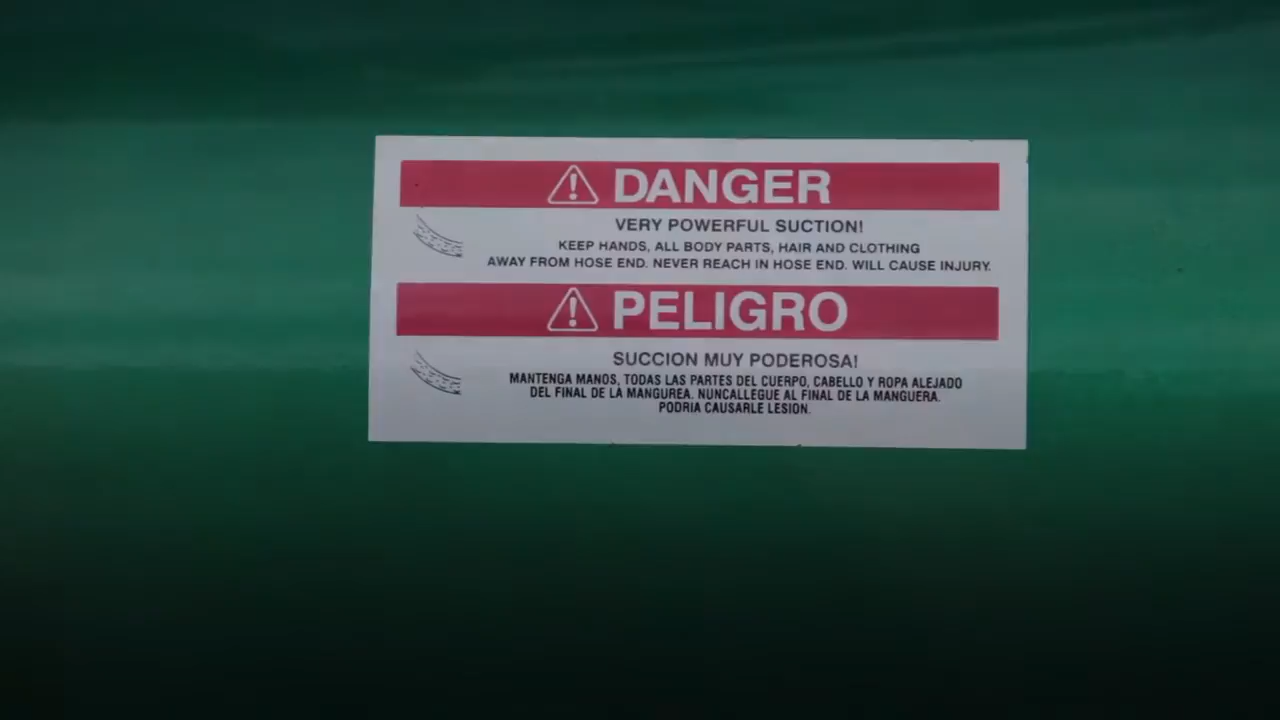 DANGER
VERY POWERFUL SUCTION!
KEEP HANDS, ALL BODY PARTS, HAIR AND CLOTHING
AWAY FROM HOSE END. NEVER REACH IN HOSE END. WILL CAUSE INJURY.
PELIGRO
SUCCION MUY PODEROSA!
MANTENGA MANOS, TODAS LAS PARTES DEL CUERPO, CABELLO Y ROPA ALEJADO
DEL FINAL DE LA MANGUREA. NUNCALLEGUE AL FINAL DE LA MANGUERA.
PODRIA CAUSARLE LESION.